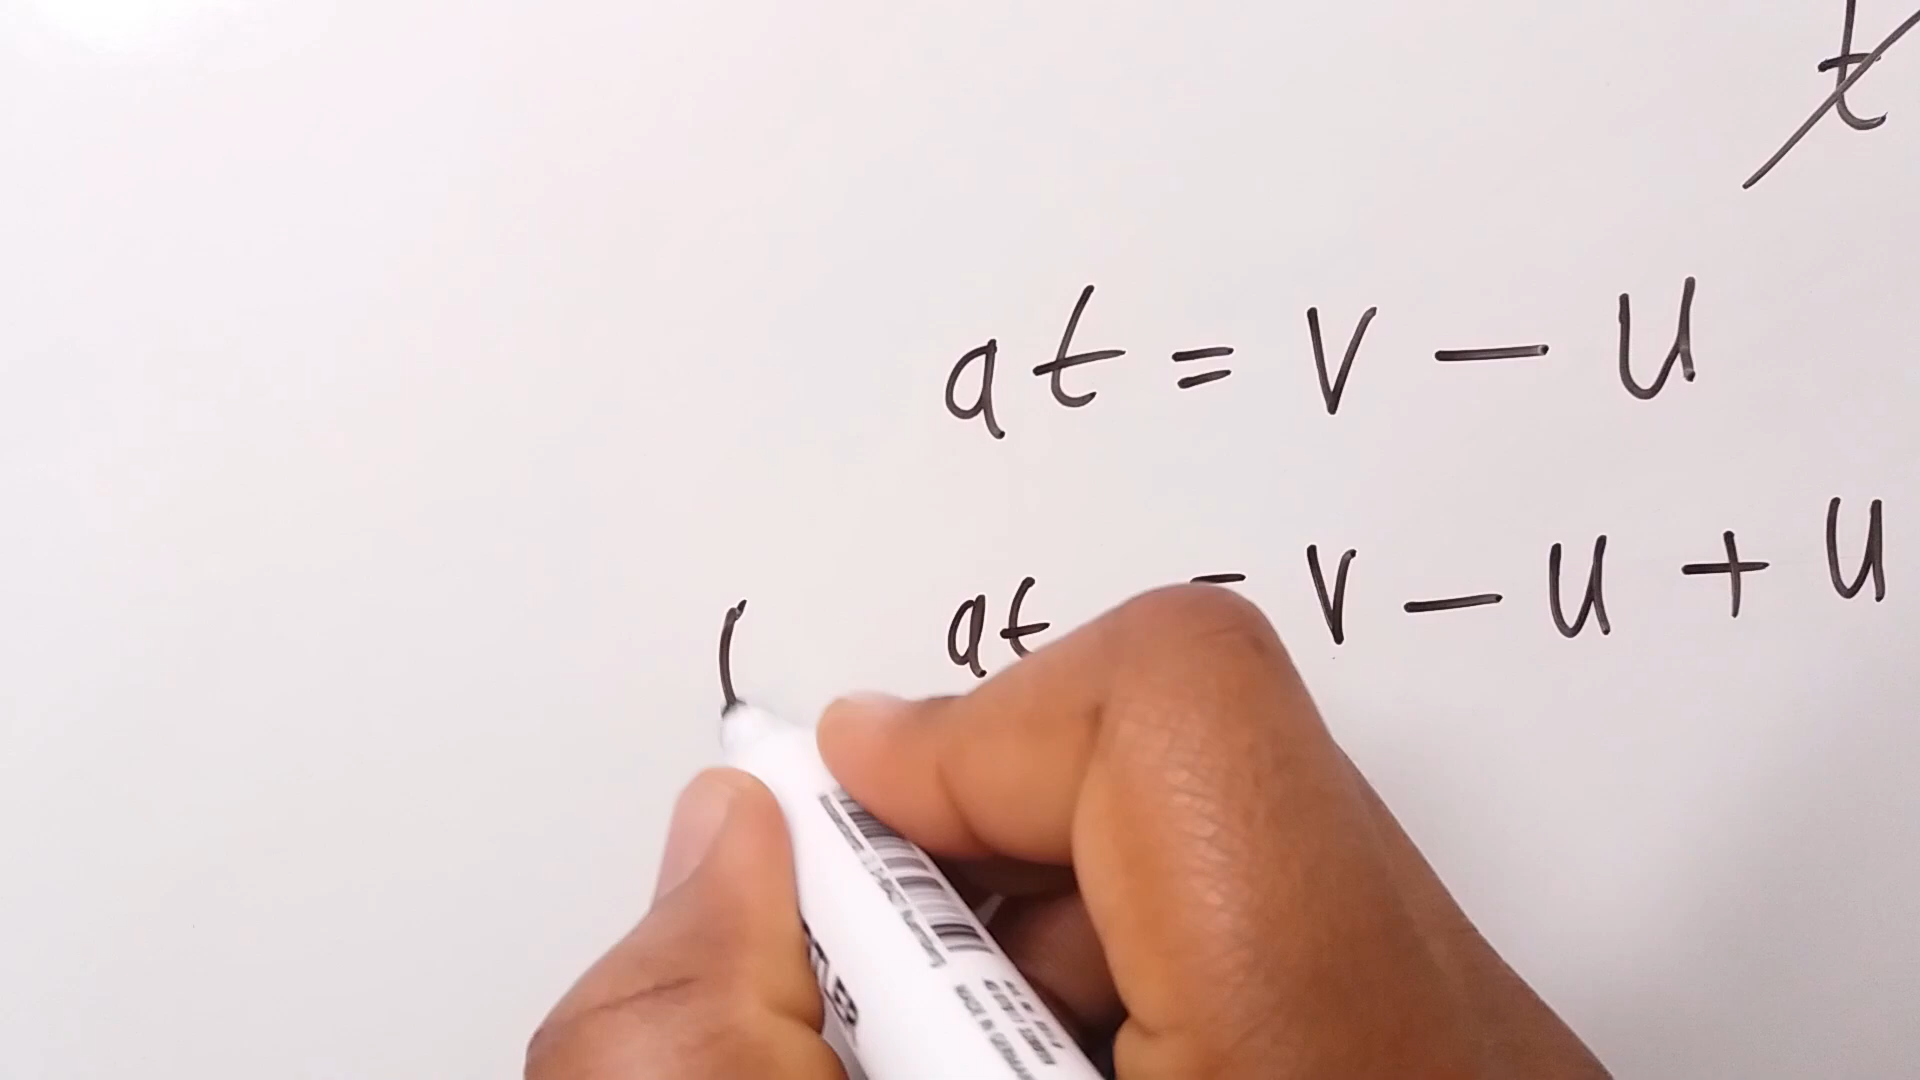 t
at = v - u
at = v - u + u